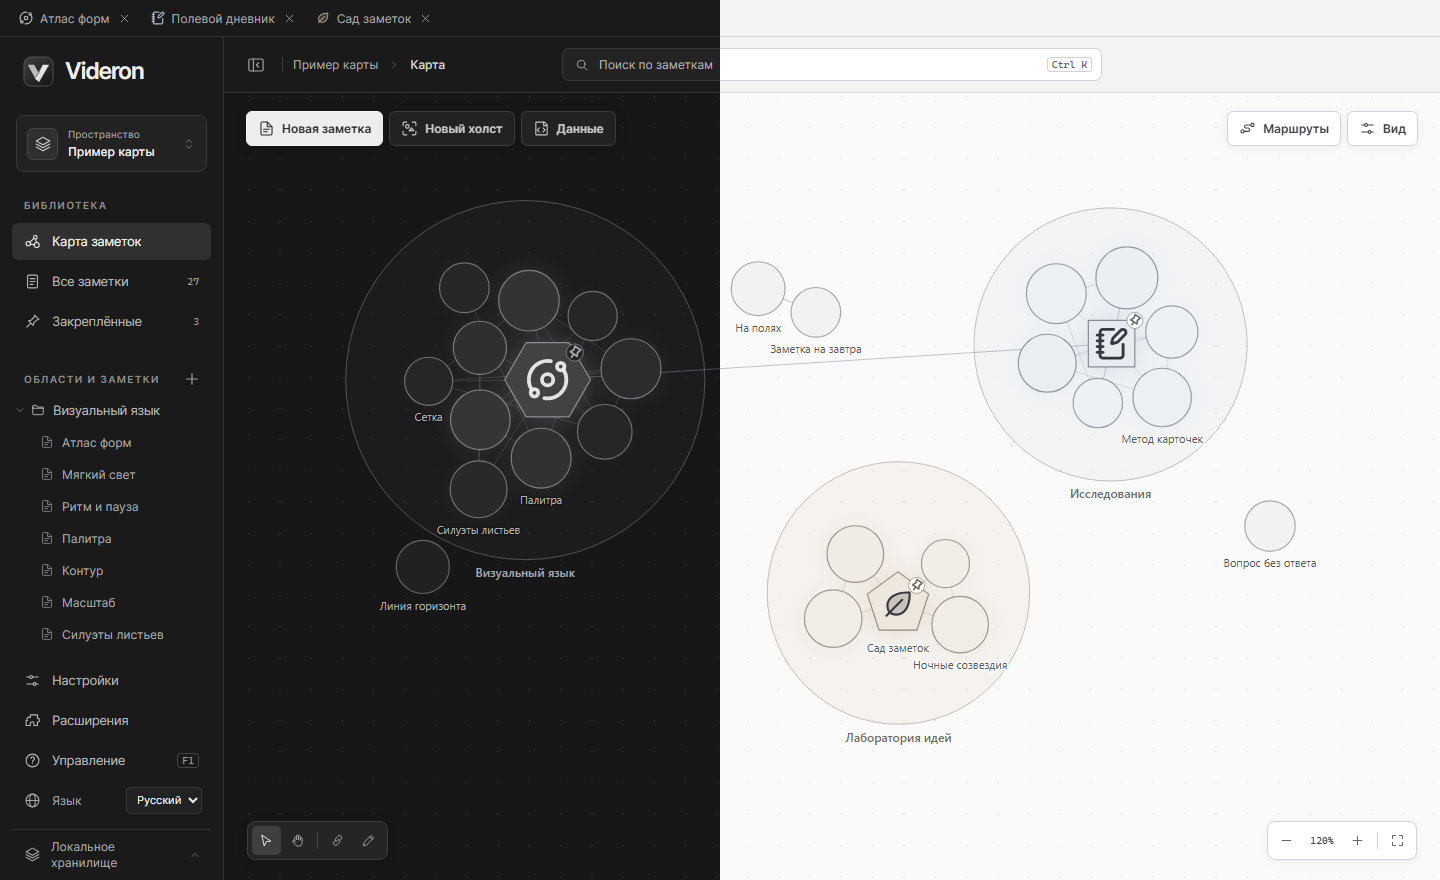 Атлас форм
Полевой дневник
Сад заметок
Videron
Пример карты
Карта
Поиск по заметкам
Ctrl K
Пространство
Пример карты
Новая заметка
Новый холст
Данные
Маршруты
Вид
БИБЛИОТЕКА
Карта заметок
Все заметки 27
Закреплённые 3
ОБЛАСТИ И ЗАМЕТКИ
Визуальный язык
Атлас форм
Мягкий свет
Ритм и пауза
Палитра
Контур
Масштаб
Силуэты листьев
Настройки
Расширения
Управление F1
Язык Русский
Локальное
хранилище
Сетка
Палитра
Силуэты листьев
Визуальный язык
Линия горизонта
На полях
Заметка на завтра
Метод карточек
Исследования
Вопрос без ответа
Сад заметок
Ночные созвездия
Лаборатория идей
120%